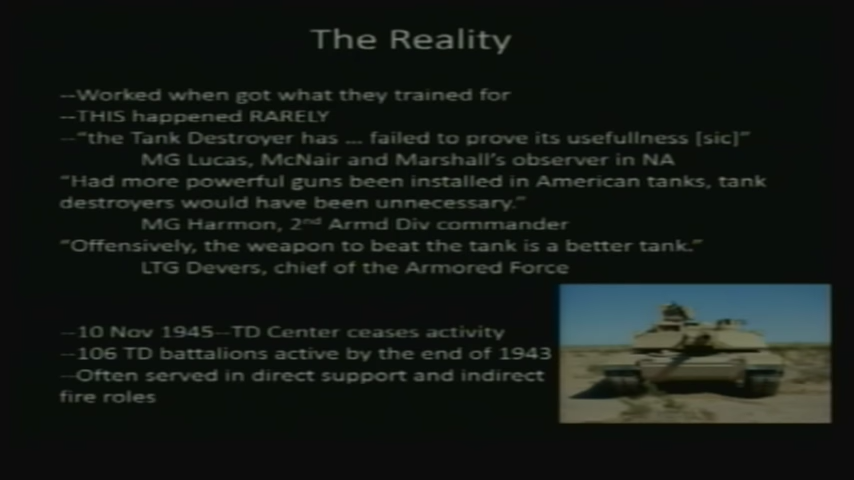 The Reality
--Worked when got what they trained for
--THIS happened RARELY
--"the Tank Destroyer has ... failed to prove its usefullness [sic]"
MG Lucas, McNair and Marshall's observer in NA
"Had more powerful guns been installed in American tanks, tank
destroyers would have been unnecessary."
MG Harmon, 2nd Armd Div commander
"Offensively, the weapon to beat the tank is a better tank."
LTG Devers, chief of the Armored Force
--10 Nov 1945--TD Center ceases activity
--106 TD battalions active by the end of 1943
--Often served in direct support and indirect
fire roles